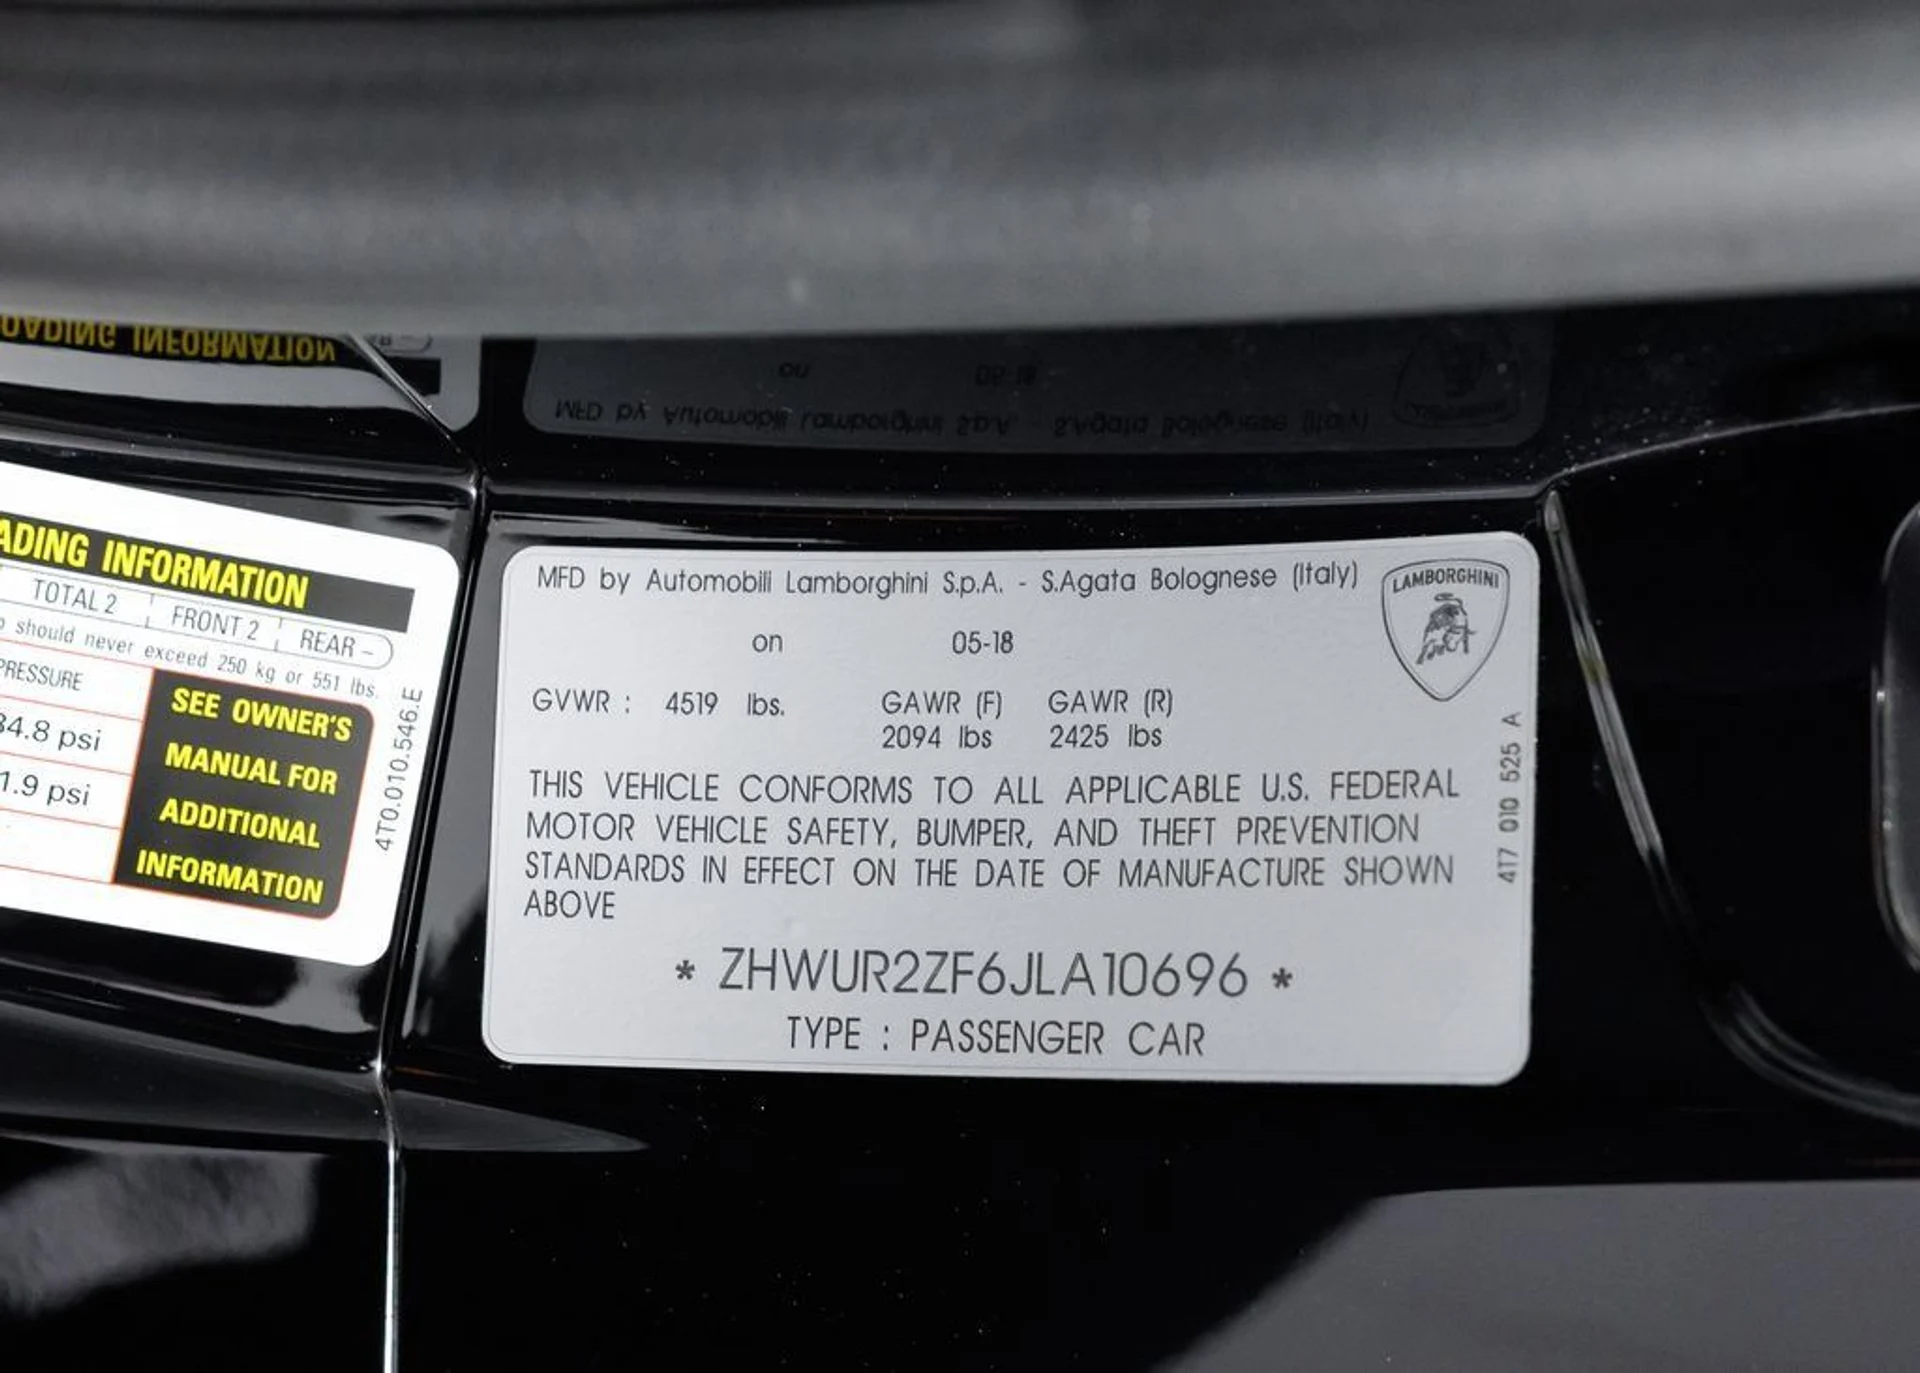 ADING INFORMATION
TOTAL 2 FRONT 2 REAR –
should never exceed 250 kg or 551 lbs.
PRESSURE
34.8 psi
1.9 psi
SEE OWNER'S
MANUAL FOR
ADDITIONAL
INFORMATION
4T0.010.546.E
MFD by Automobili Lamborghini S.p.A. - S.Agata Bolognese (Italy)
on 05-18
LAMBORGHINI
GVWR : 4519 lbs. GAWR (F) GAWR (R)
2094 lbs 2425 lbs
THIS VEHICLE CONFORMS TO ALL APPLICABLE U.S. FEDERAL
MOTOR VEHICLE SAFETY, BUMPER, AND THEFT PREVENTION
STANDARDS IN EFFECT ON THE DATE OF MANUFACTURE SHOWN
ABOVE
* ZHWUR2ZF6JLA10696 *
TYPE : PASSENGER CAR
4T7 010 525 A